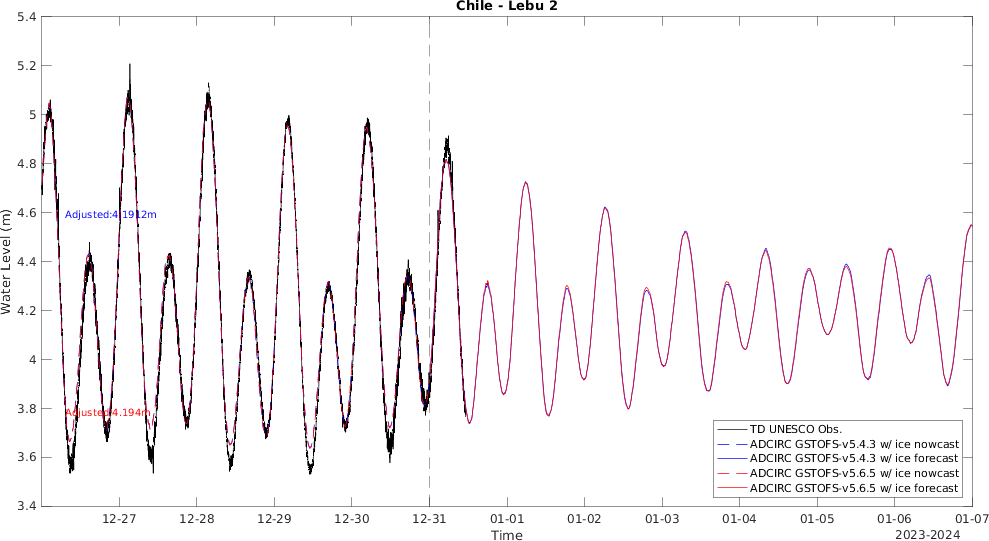 Chile - Lebu 2
5.4
5.2
5
4.8
4.6
4.4
4.2
4
3.8
3.6
3.4
Water Level (m)
Adjusted:4.1912m
Adjusted:4.194m
TD UNESCO Obs.
ADCIRC GSTOFS-v5.4.3 w/ ice nowcast
ADCIRC GSTOFS-v5.4.3 w/ ice forecast
ADCIRC GSTOFS-v5.6.5 w/ ice nowcast
ADCIRC GSTOFS-v5.6.5 w/ ice forecast
12-27 12-28 12-29 12-30 12-31 01-01 01-02 01-03 01-04 01-05 01-06 01-07
Time
2023-2024